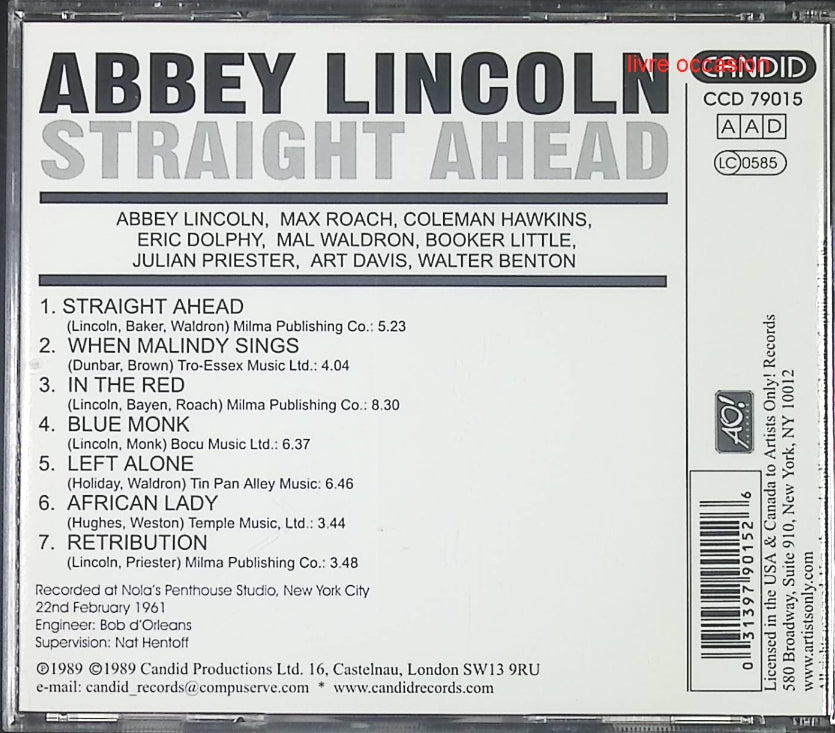 ABBEY LINCOLN
STRAIGHT AHEAD
livre occasion
CANDID
CCD 79015
AAD
LC 0585
ABBEY LINCOLN, MAX ROACH, COLEMAN HAWKINS,
ERIC DOLPHY, MAL WALDRON, BOOKER LITTLE,
JULIAN PRIESTER, ART DAVIS, WALTER BENTON
1. STRAIGHT AHEAD
(Lincoln, Baker, Waldron) Milma Publishing Co.: 5.23
2. WHEN MALINDY SINGS
(Dunbar, Brown) Tro-Essex Music Ltd.: 4.04
3. IN THE RED
(Lincoln, Bayen, Roach) Milma Publishing Co.: 8.30
4. BLUE MONK
(Lincoln, Monk) Bocu Music Ltd.: 6.37
5. LEFT ALONE
(Holiday, Waldron) Tin Pan Alley Music: 6.46
6. AFRICAN LADY
(Hughes, Weston) Temple Music, Ltd.: 3.44
7. RETRIBUTION
(Lincoln, Priester) Milma Publishing Co.: 3.48
Recorded at Nola's Penthouse Studio, New York City
22nd February 1961
Engineer: Bob d'Orleans
Supervision: Nat Hentoff
℗1989 ©1989 Candid Productions Ltd. 16, Castelnau, London SW13 9RU
e-mail: candid_records@compuserve.com * www.candidrecords.com
AO!
0 31397 90152 6
Licensed in the USA & Canada to Artists Only! Records
580 Broadway, Suite 910, New York, NY 10012
www.artistsonly.com